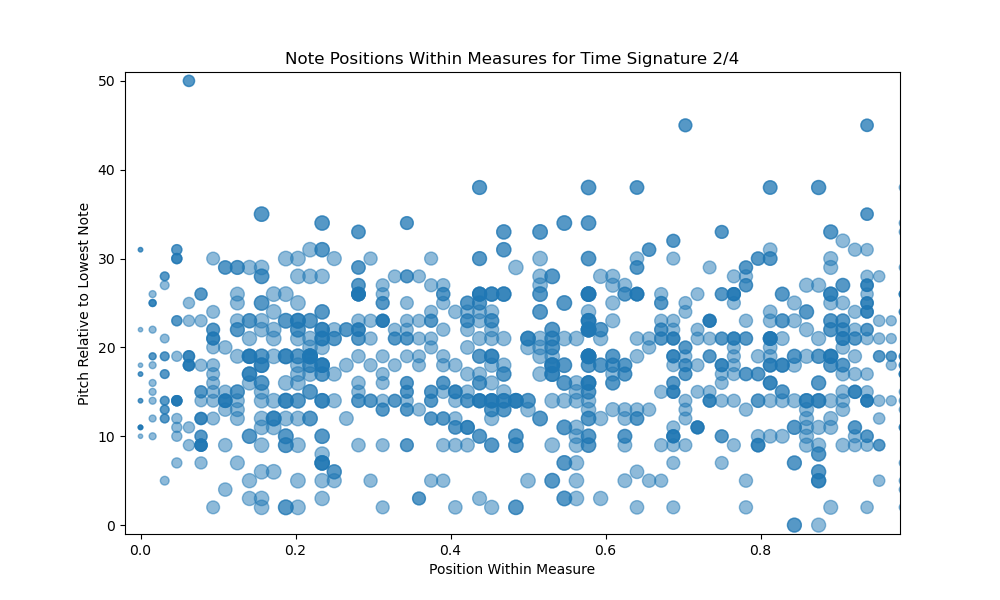 Note Positions Within Measures for Time Signature 2/4
50
40
30
20
10
0
Pitch Relative to Lowest Note
0.0 0.2 0.4 0.6 0.8
Position Within Measure